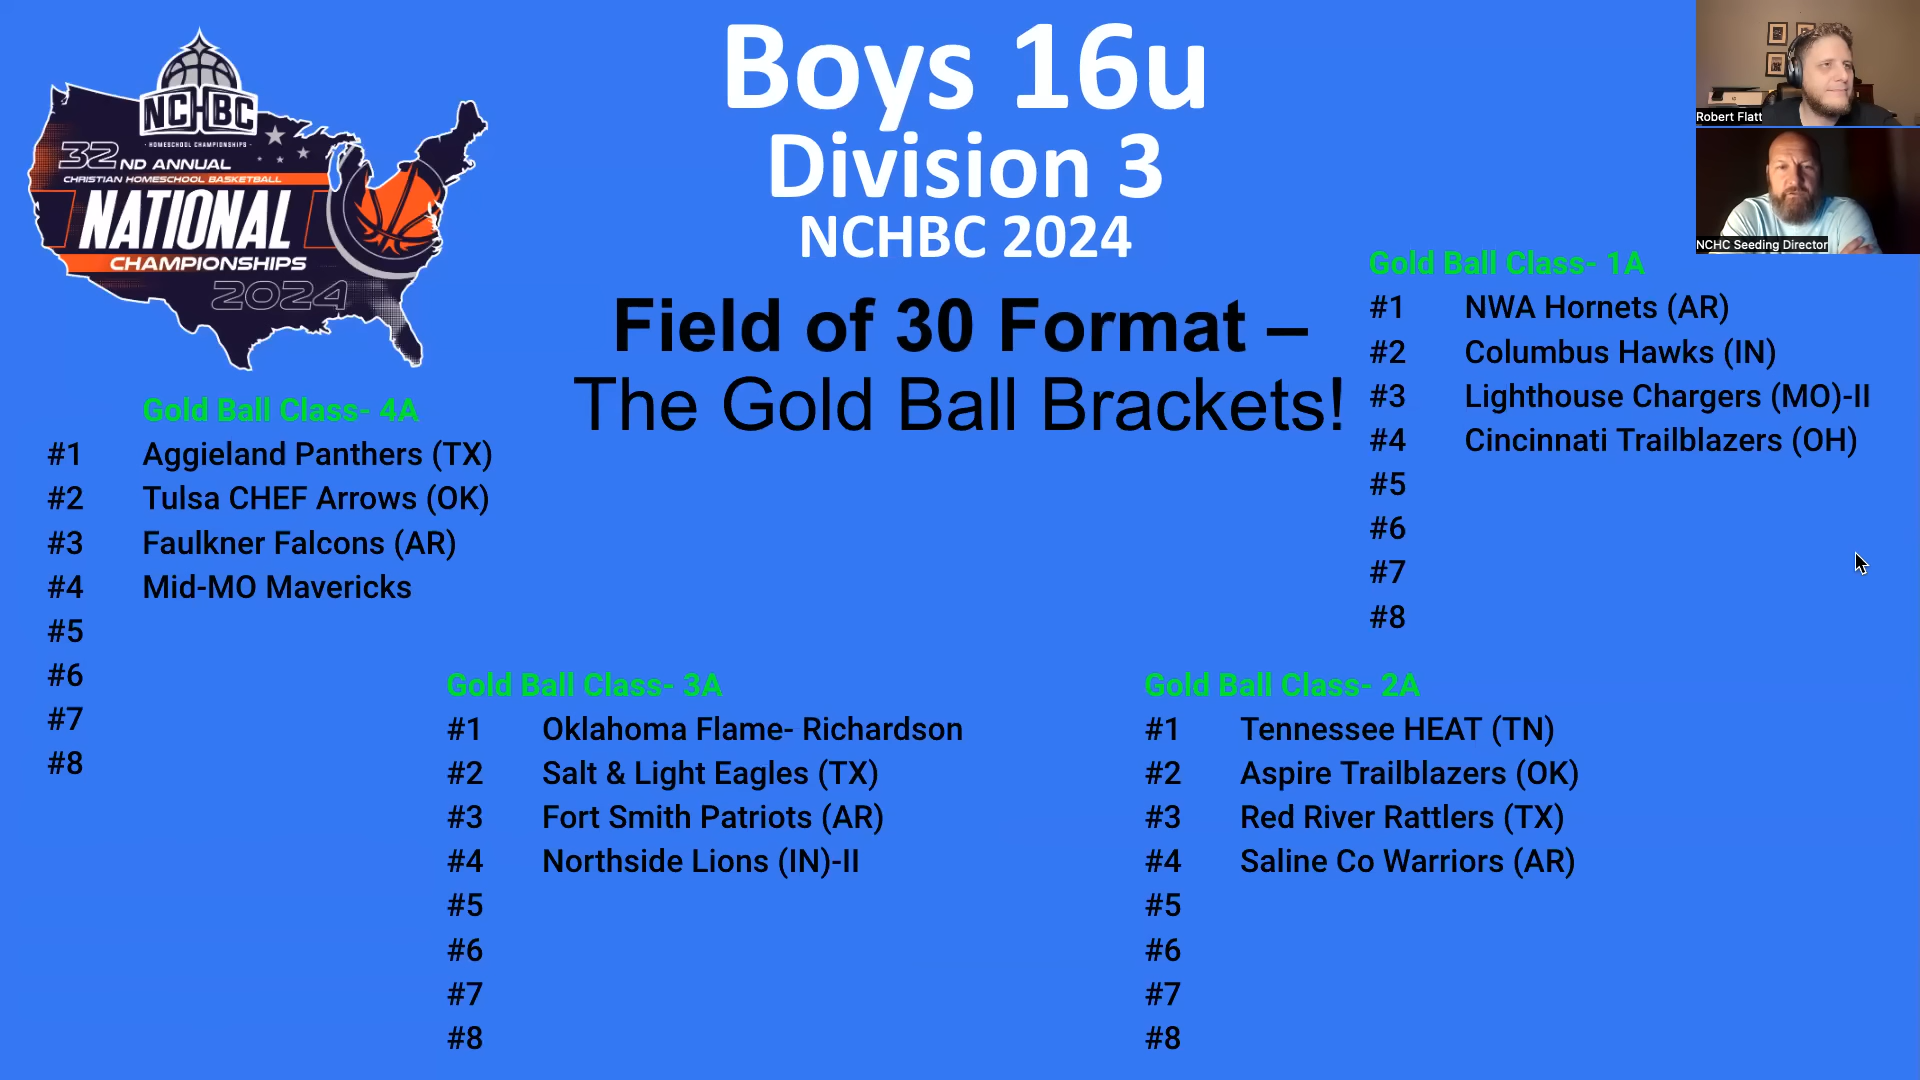 Boys 16u
Division 3
NCHBC 2024
Field of 30 Format –
The Gold Ball Brackets!
NCHBC
- HOMESCHOOL CHAMPIONSHIPS -
32ND ANNUAL
CHRISTIAN HOMESCHOOL BASKETBALL
NATIONAL
CHAMPIONSHIPS
2024
Robert Flatt
NCHC Seeding Director
Gold Ball Class- 4A
#1 Aggieland Panthers (TX)
#2 Tulsa CHEF Arrows (OK)
#3 Faulkner Falcons (AR)
#4 Mid-MO Mavericks
#5
#6
#7
#8
Gold Ball Class- 3A
#1 Oklahoma Flame- Richardson
#2 Salt & Light Eagles (TX)
#3 Fort Smith Patriots (AR)
#4 Northside Lions (IN)-II
#5
#6
#7
#8
Gold Ball Class- 2A
#1 Tennessee HEAT (TN)
#2 Aspire Trailblazers (OK)
#3 Red River Rattlers (TX)
#4 Saline Co Warriors (AR)
#5
#6
#7
#8
Gold Ball Class- 1A
#1 NWA Hornets (AR)
#2 Columbus Hawks (IN)
#3 Lighthouse Chargers (MO)-II
#4 Cincinnati Trailblazers (OH)
#5
#6
#7
#8